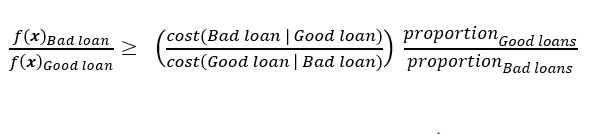 f(x)Bad loan / f(x)Good loan ≥ (cost(Bad loan | Good loan) / cost(Good loan | Bad loan)) proportionGood loans / proportionBad loans